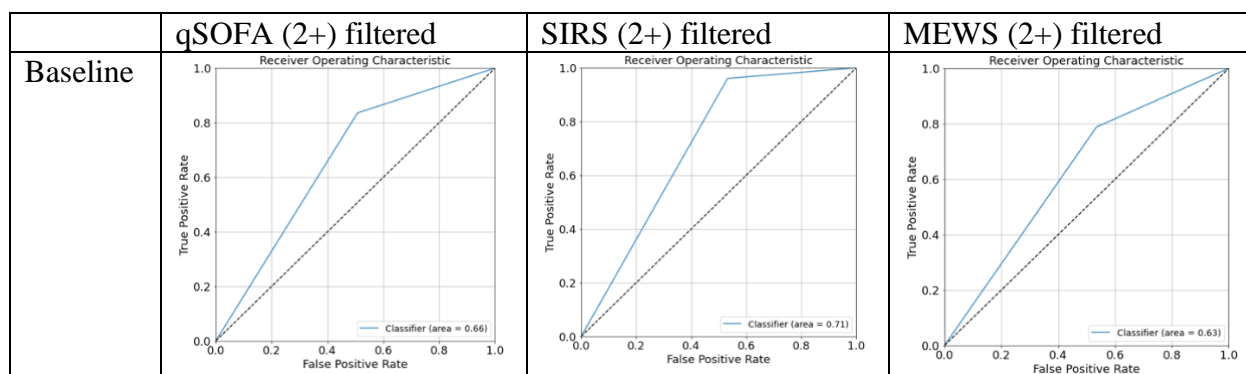 qSOFA (2+) filtered
SIRS (2+) filtered
MEWS (2+) filtered
Baseline
Receiver Operating Characteristic
1.0
0.8
0.6
0.4
0.2
0.0
True Positive Rate
Classifier (area = 0.66)
0.0 0.2 0.4 0.6 0.8 1.0
False Positive Rate
Receiver Operating Characteristic
1.0
0.8
0.6
0.4
0.2
0.0
True Positive Rate
Classifier (area = 0.71)
0.0 0.2 0.4 0.6 0.8 1.0
False Positive Rate
Receiver Operating Characteristic
1.0
0.8
0.6
0.4
0.2
0.0
True Positive Rate
Classifier (area = 0.63)
0.0 0.2 0.4 0.6 0.8 1.0
False Positive Rate